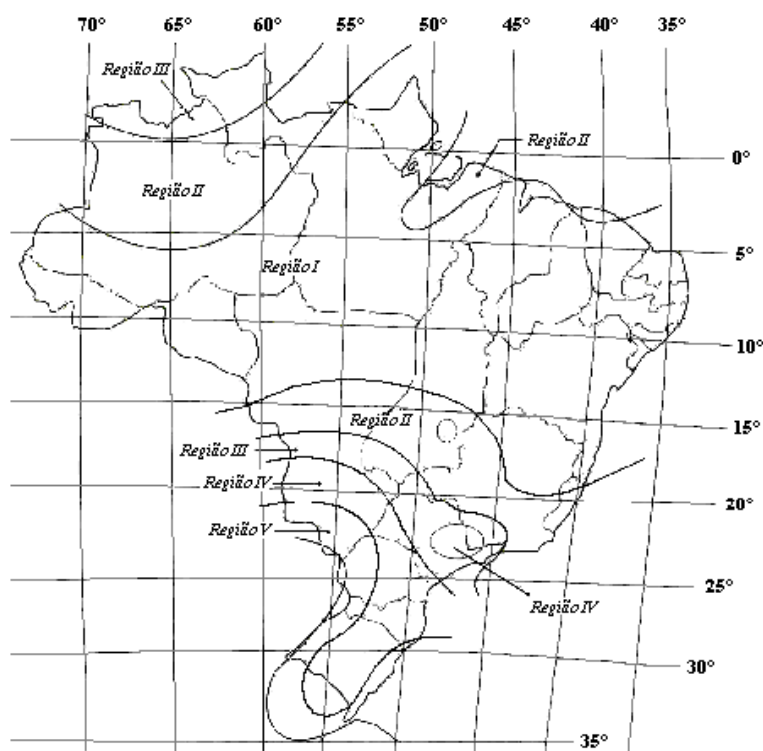 70° 65° 60° 55° 50° 45° 40° 35°
Região III
Região II
0°
Região II
5°
Região I
10°
Região II
15°
Região III
Região IV
20°
Região V
25°
Região IV
30°
35°